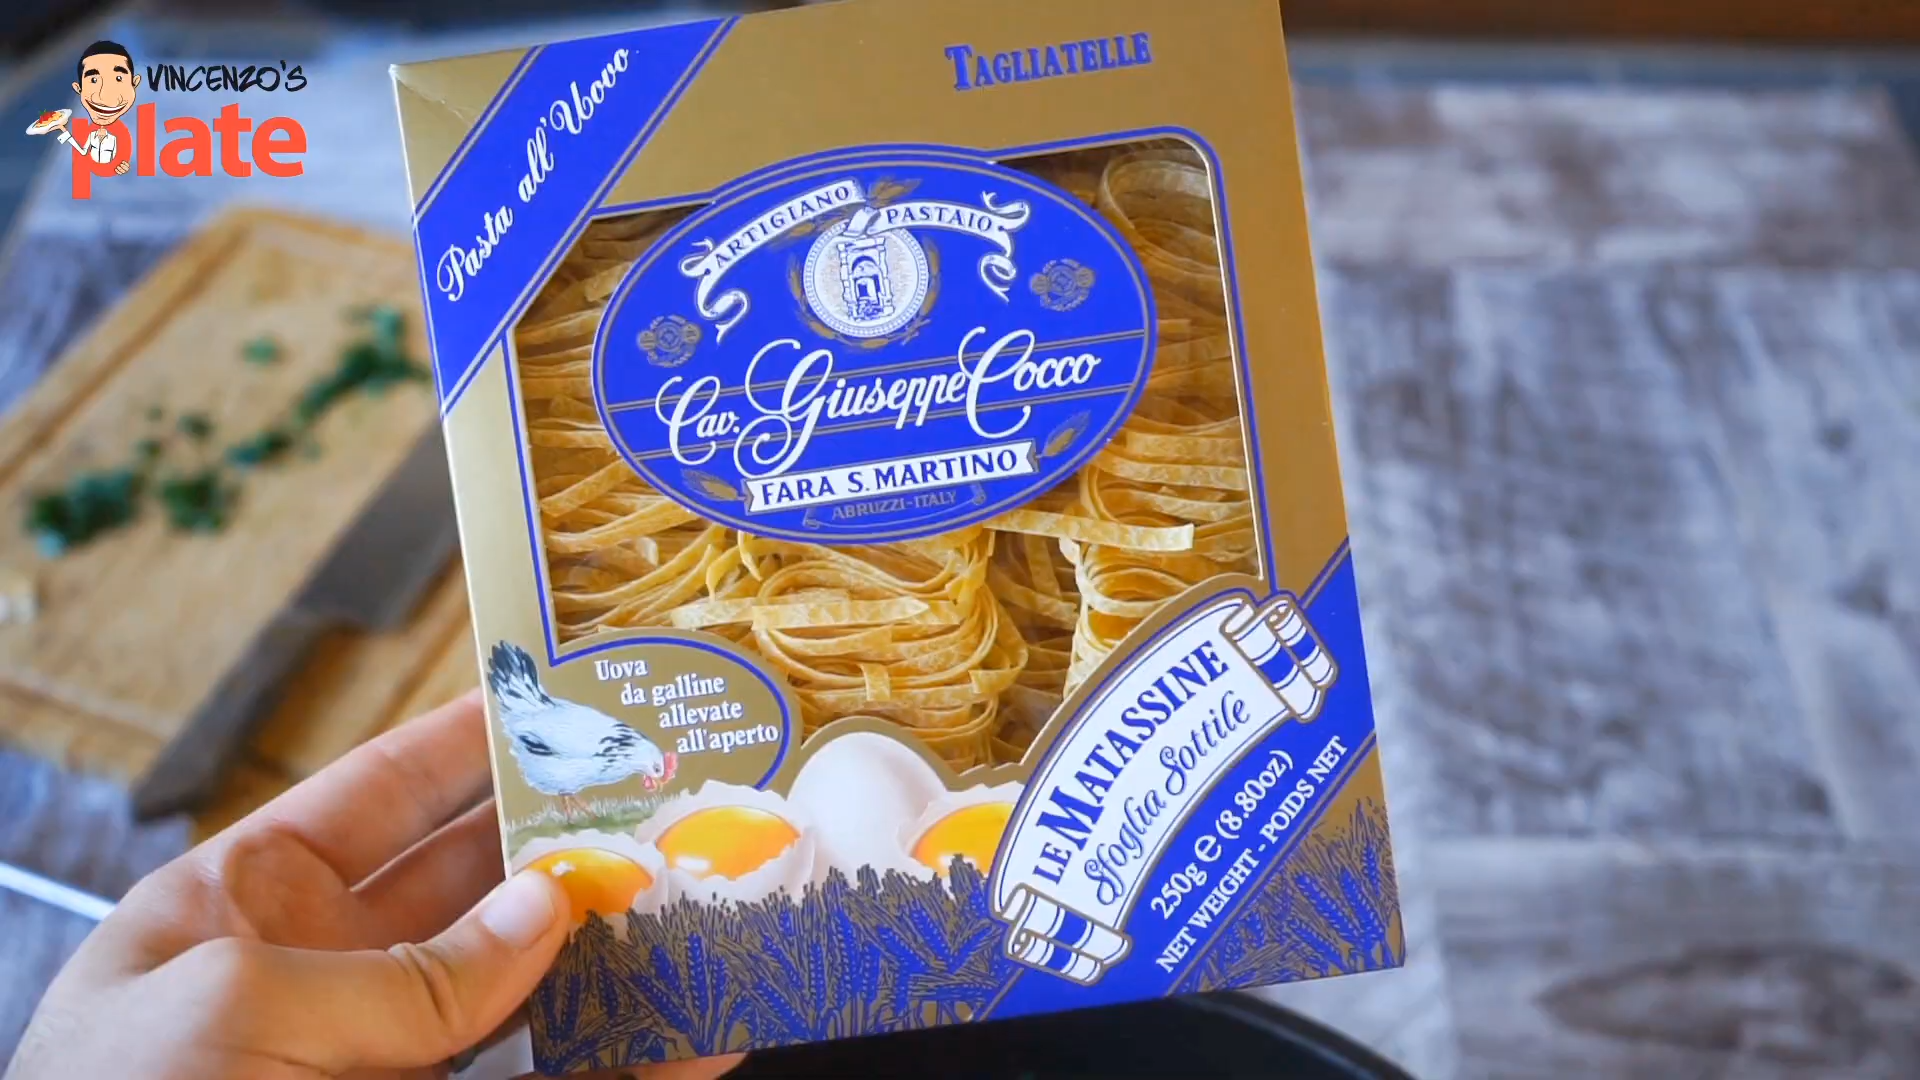 VINCENZO'S
plate
TAGLIATELLE
Pasta all'Uovo
ARTIGIANO PASTAIO
Cav. Giuseppe Cocco
FARA S. MARTINO
ABRUZZI-ITALY
Uova
da galline
allevate
all'aperto
LE MATASSINE
Sfoglia Sottile
250g e (8.80oz)
NET WEIGHT - POIDS NET